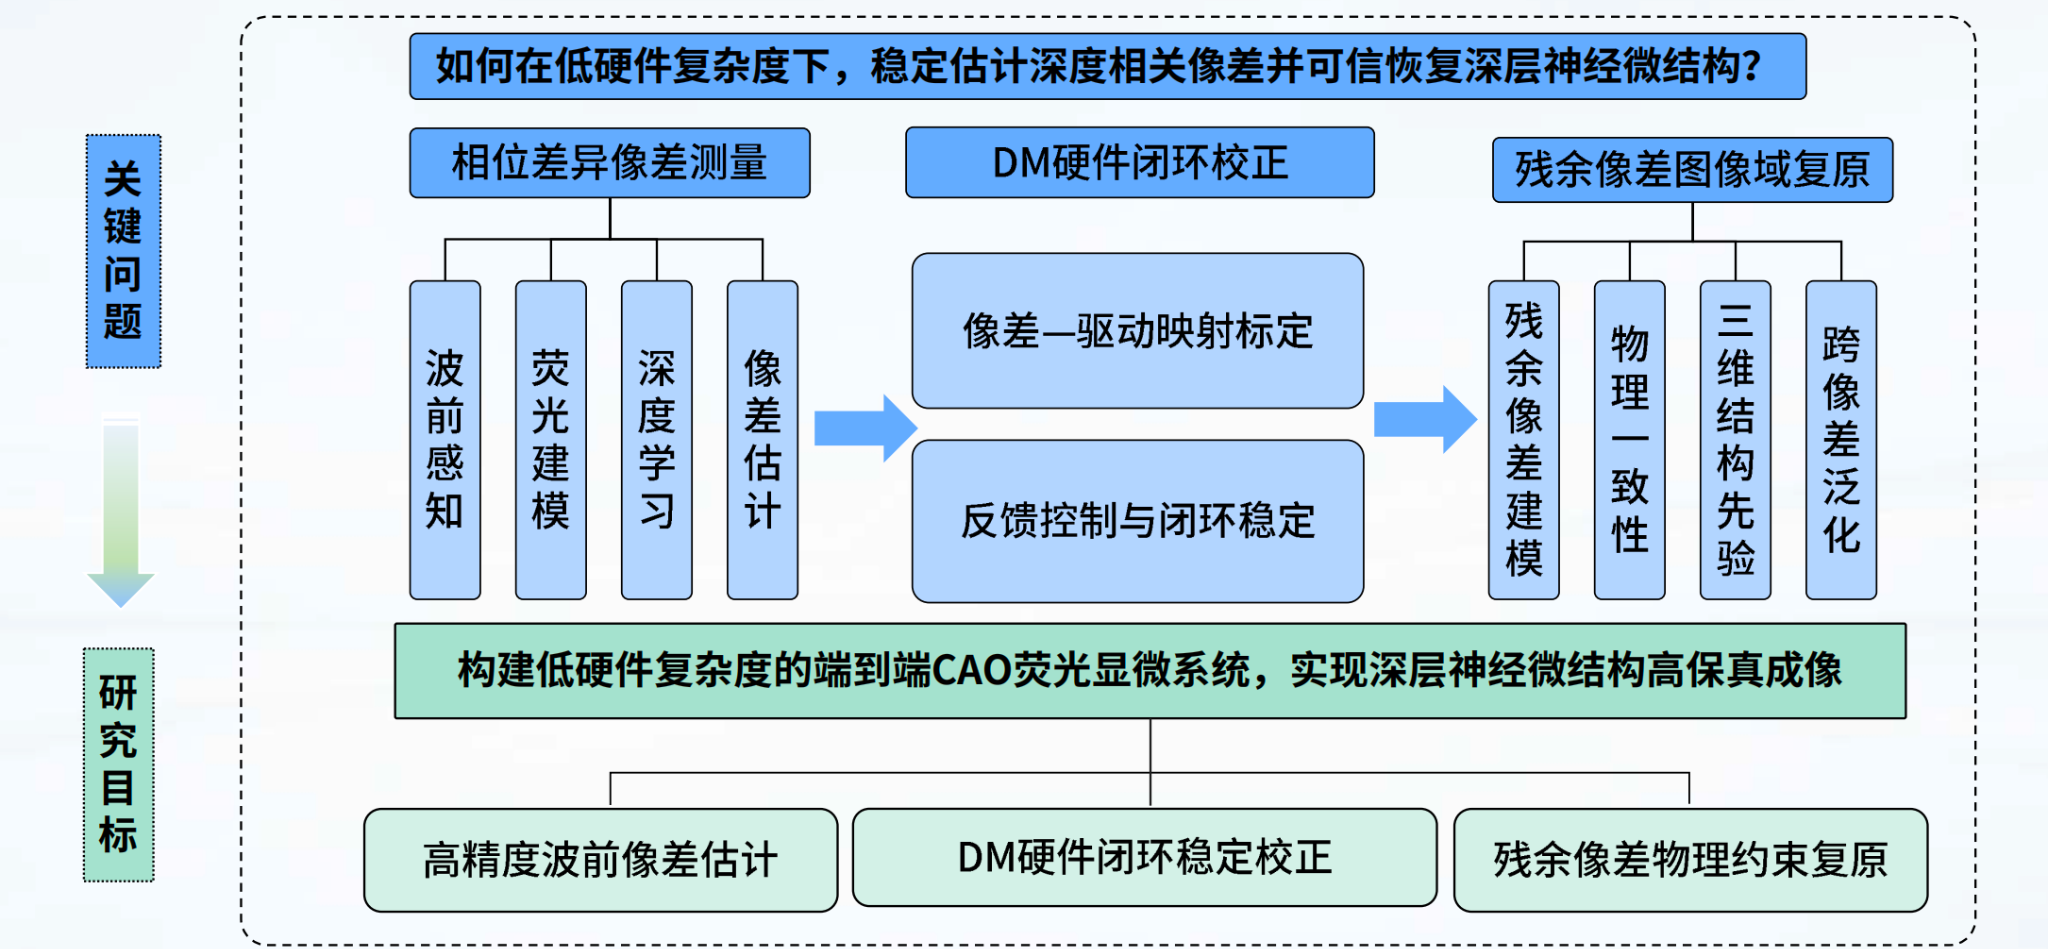 如何在低硬件复杂度下，稳定估计深度相关像差并可信恢复深层神经微结构？
关键问题
相位差异像差测量
DM硬件闭环校正
残余像差图像域复原
波前感知
荧光建模
深度学习
像差估计
像差—驱动映射标定
反馈控制与闭环稳定
残余像差建模
物理一致性
三维结构先验
跨像差泛化
研究目标
构建低硬件复杂度的端到端CAO荧光显微系统，实现深层神经微结构高保真成像
高精度波前像差估计
DM硬件闭环稳定校正
残余像差物理约束复原